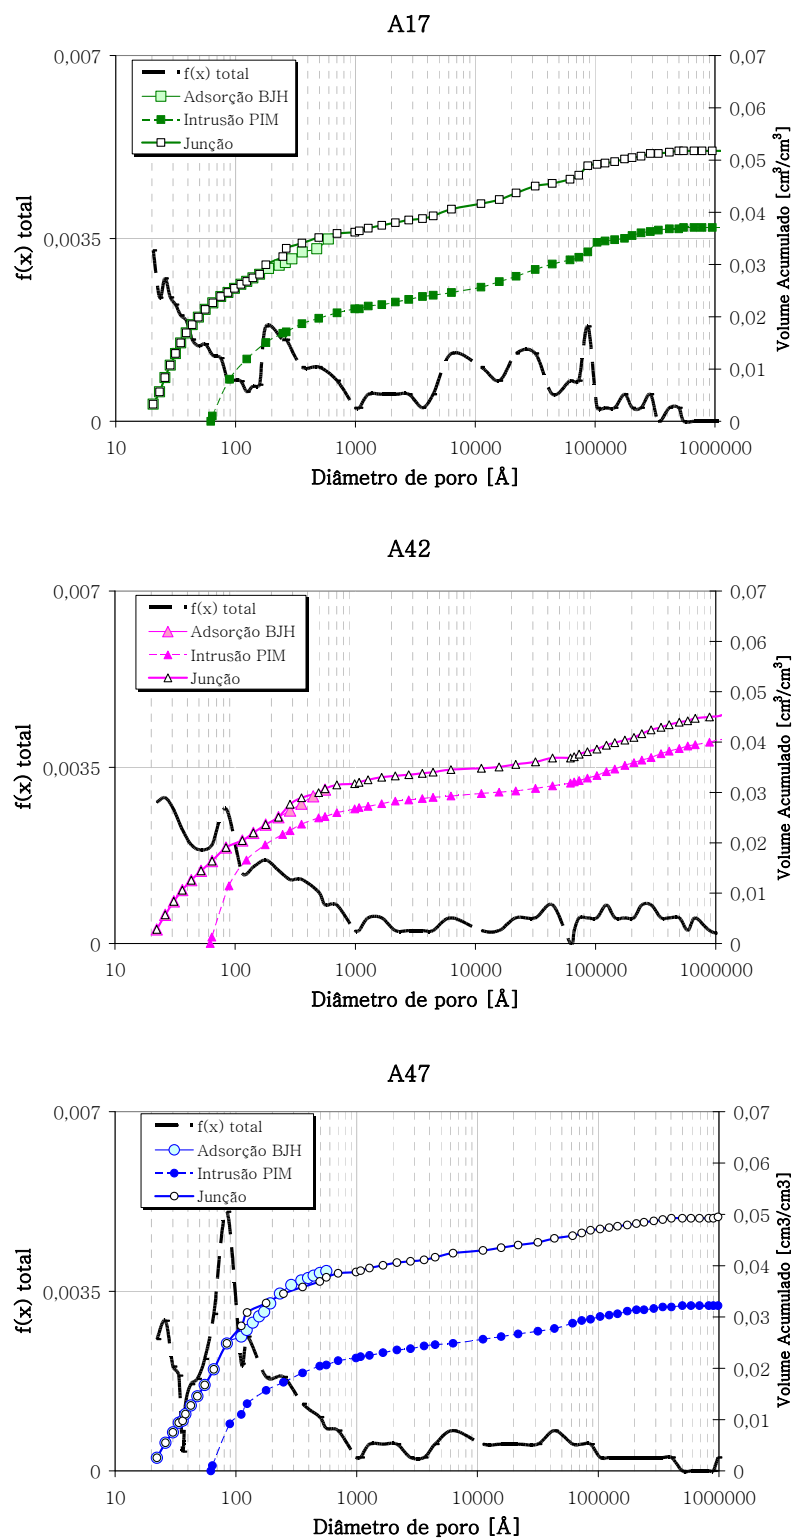 A17
0,007
0,07
f(x) total
Adsorção BJH
Intrusão PIM
Junção
0,06
0,05
0,04
0,0035
0,03
0,02
0,01
0
0
f(x) total
Volume Acumulado [cm³/cm³]
10
100
1000
10000
100000
1000000
Diâmetro de poro [Å]
A42
0,007
0,07
f(x) total
Adsorção BJH
Intrusão PIM
Junção
0,06
0,05
0,04
0,0035
0,03
0,02
0,01
0
0
f(x) total
Volume Acumulado [cm³/cm³]
10
100
1000
10000
100000
1000000
Diâmetro de poro [Å]
A47
0,007
0,07
f(x) total
Adsorção BJH
Intrusão PIM
Junção
0,06
0,05
0,04
0,0035
0,03
0,02
0,01
0
0
f(x) total
Volume Acumulado [cm3/cm3]
10
100
1000
10000
100000
1000000
Diâmetro de poro [Å]